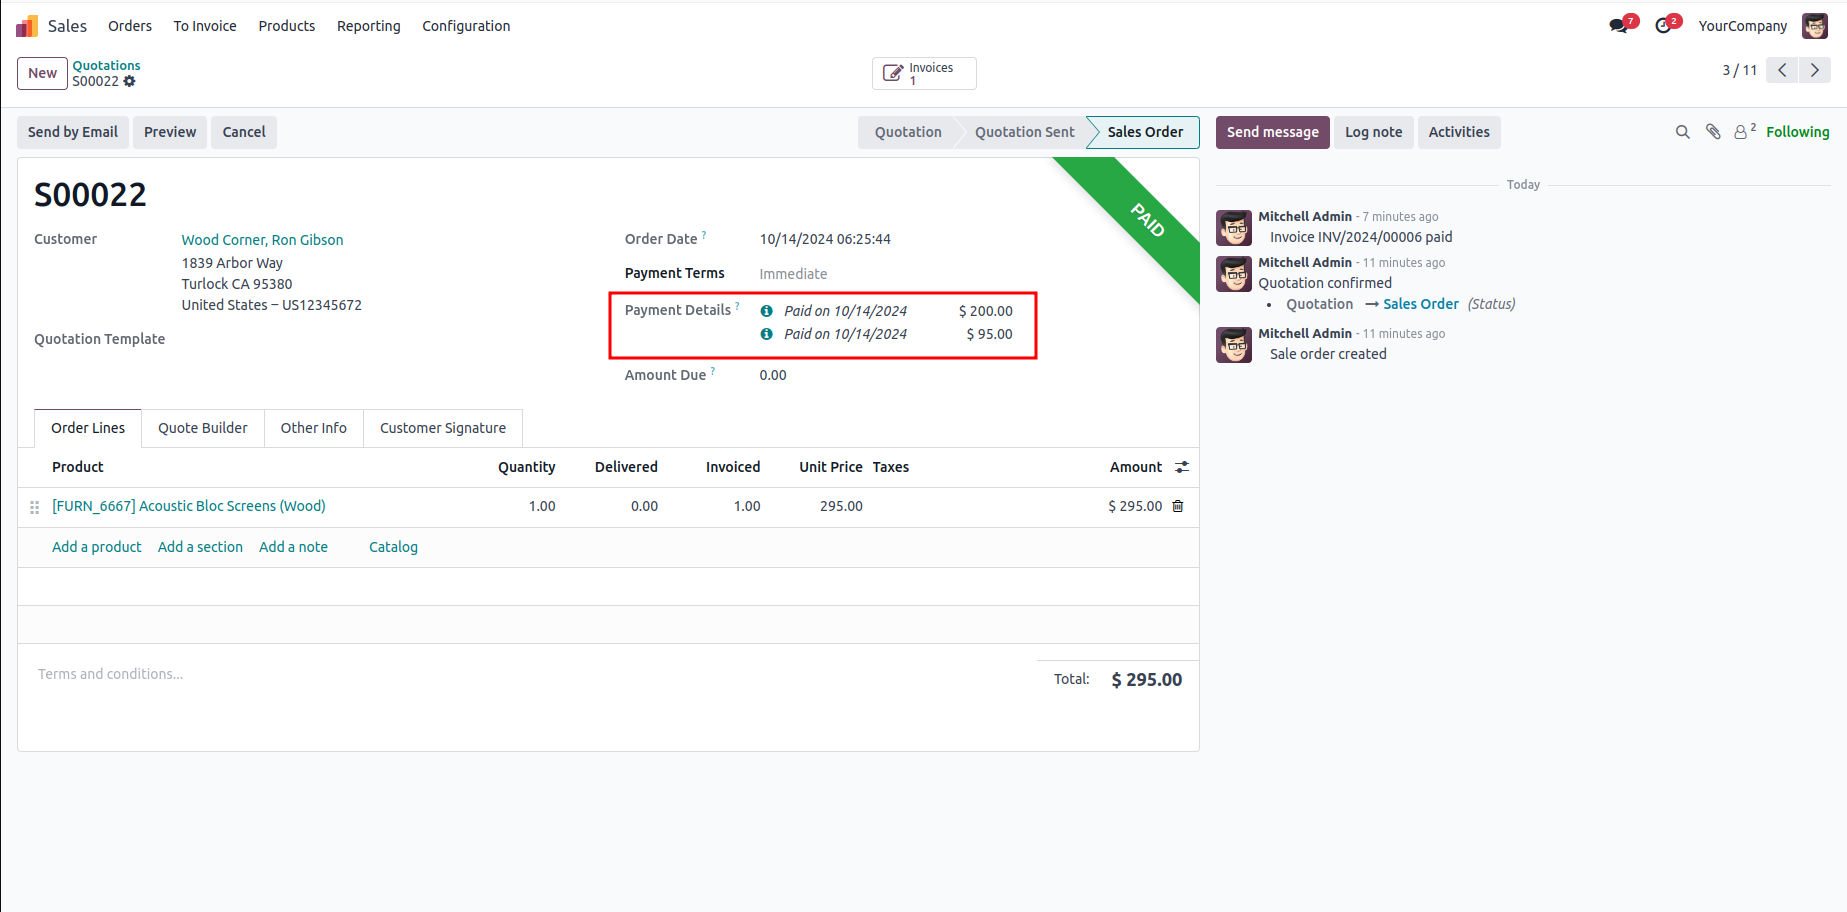 Sales Orders To Invoice Products Reporting Configuration 7 2 YourCompany
New Quotations
S00022
Invoices
1
3 / 11
Send by Email Preview Cancel
Quotation Quotation Sent Sales Order
Send message Log note Activities 2 Following
PAID
S00022
Customer
Wood Corner, Ron Gibson
1839 Arbor Way
Turlock CA 95380
United States – US12345672
Quotation Template
Order Date ? 10/14/2024 06:25:44
Payment Terms Immediate
Payment Details ? Paid on 10/14/2024 $ 200.00
Paid on 10/14/2024 $ 95.00
Amount Due ? 0.00
Order Lines Quote Builder Other Info Customer Signature
Product Quantity Delivered Invoiced Unit Price Taxes Amount
[FURN_6667] Acoustic Bloc Screens (Wood) 1.00 0.00 1.00 295.00 $ 295.00
Add a product Add a section Add a note Catalog
Terms and conditions...
Total: $ 295.00
Today
Mitchell Admin - 7 minutes ago
Invoice INV/2024/00006 paid
Mitchell Admin - 11 minutes ago
Quotation confirmed
• Quotation → Sales Order (Status)
Mitchell Admin - 11 minutes ago
Sale order created